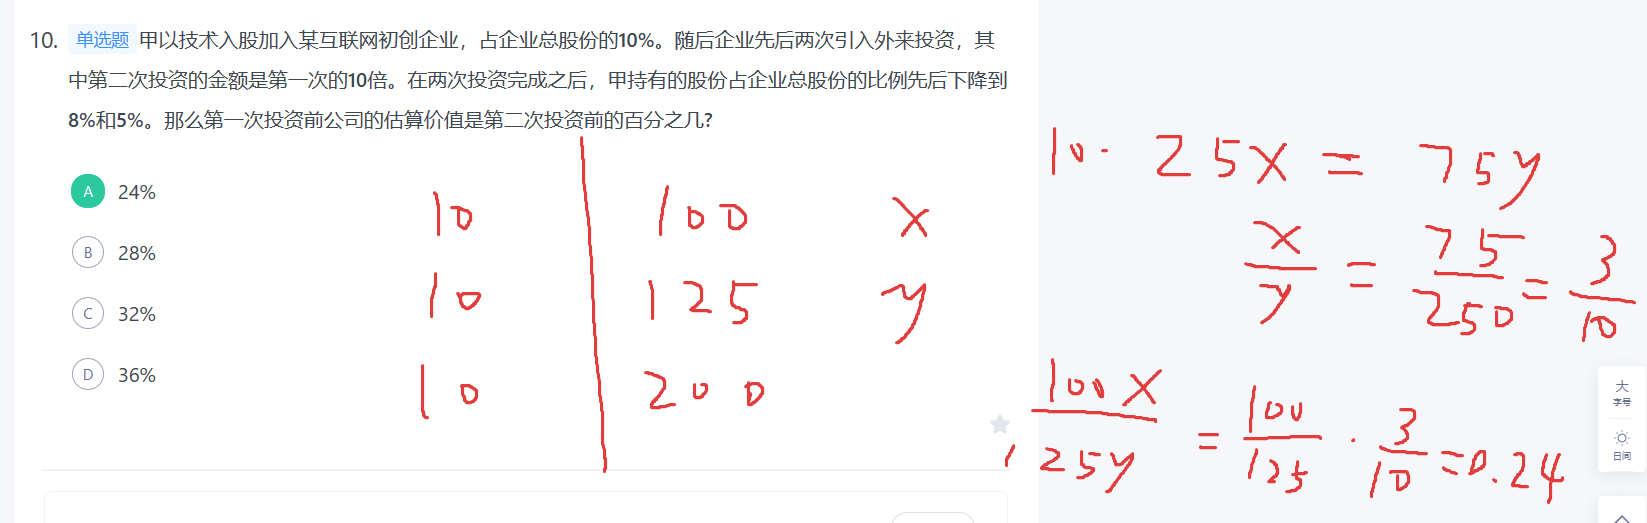 10. 单选题 甲以技术入股加入某互联网初创企业，占企业总股份的10%。随后企业先后两次引入外来投资，其
中第二次投资的金额是第一次的10倍。在两次投资完成之后，甲持有的股份占企业总股份的比例先后下降到
8%和5%。那么第一次投资前公司的估算价值是第二次投资前的百分之几?
A 24%
B 28%
C 32%
D 36%
10 100 x
10 125 y
10 200
10· 25x = 75y
x/y = 75/250 = 3/10
100x/125y = 100/125 · 3/10 = 0.24
大
字号
日间